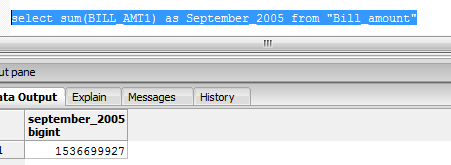 select sum(BILL_AMT1) as September_2005 from "Bill_amount"
ut pane
ata Output Explain Messages History
september_2005
bigint
1 1536699927